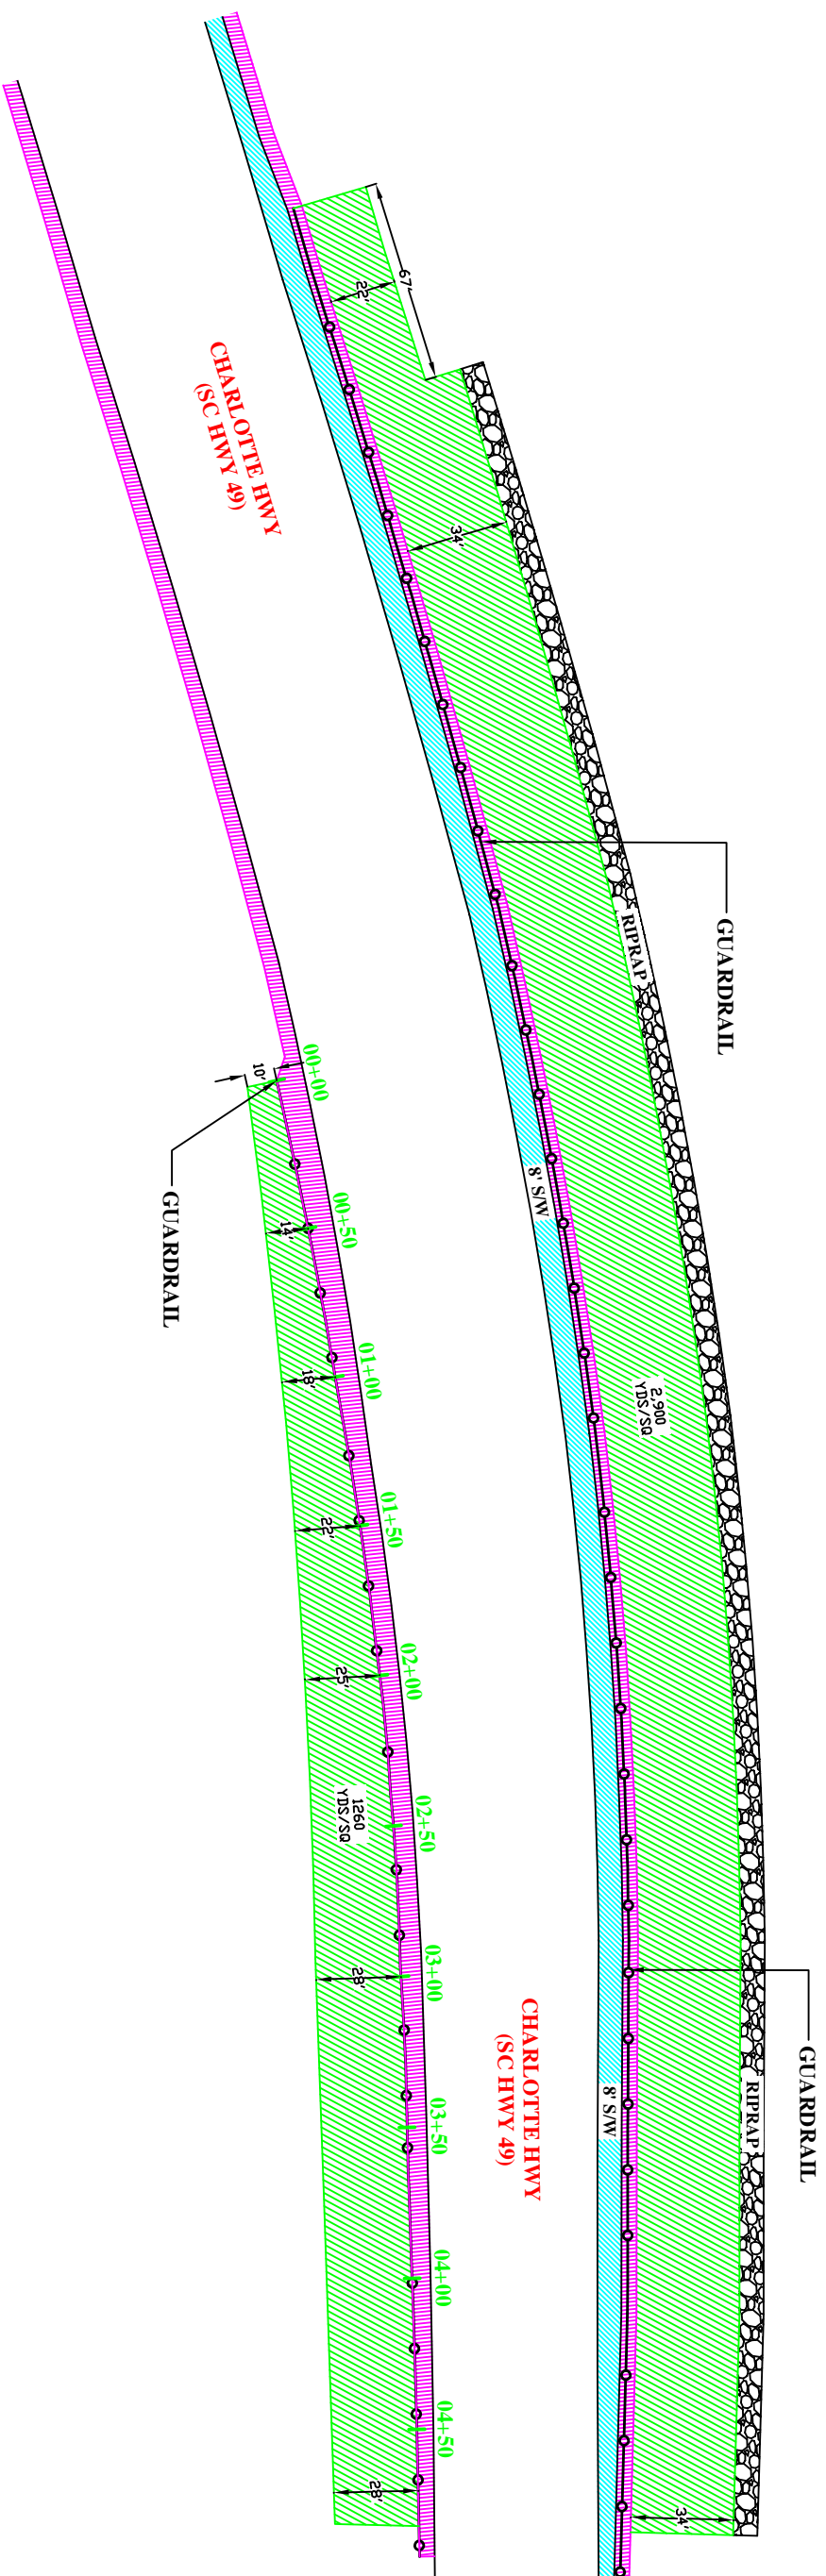 67'
22'
34'
CHARLOTTE HWY
(SC HWY 49)
GUARDRAIL
RIPRAP
00+00
10'
GUARDRAIL
8' S/W
00+50
14'
01+00
18'
2,900
YDS/SQ
01+50
22'
02+00
25'
1260
YDS/SQ
02+50
03+00
28'
CHARLOTTE HWY
(SC HWY 49)
GUARDRAIL
RIPRAP
8' S/W
03+50
04+00
04+50
28'
34'